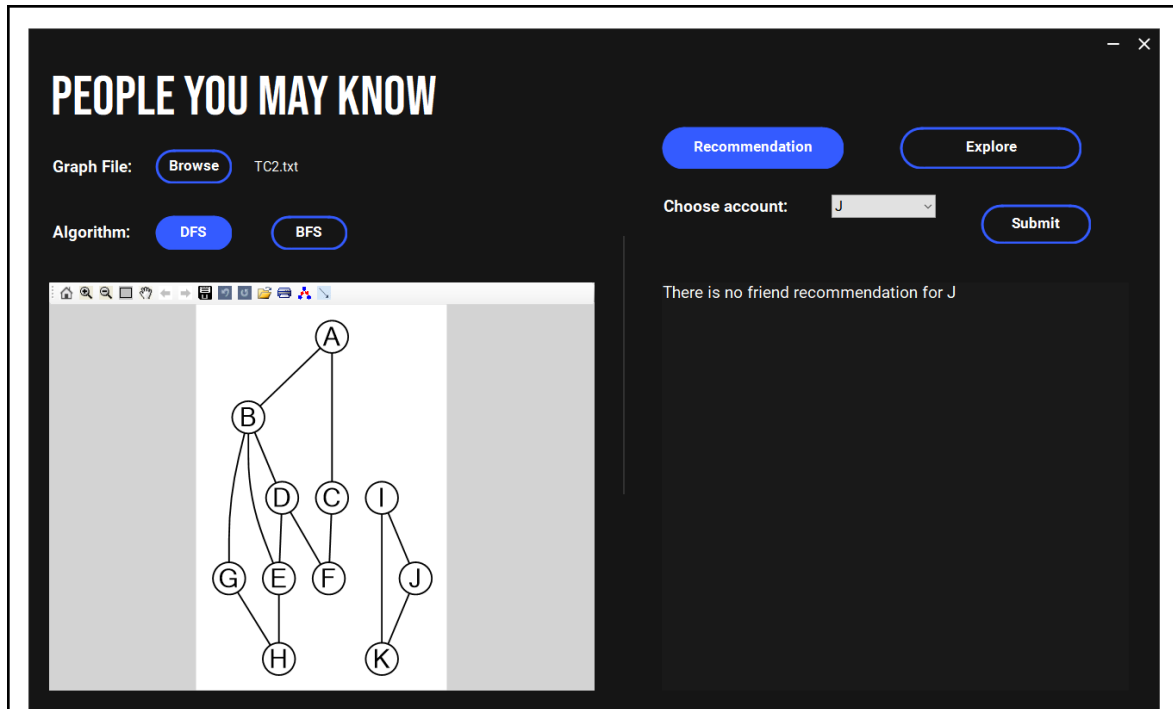 PEOPLE YOU MAY KNOW
Graph File: Browse TC2.txt
Algorithm: DFS BFS
Recommendation Explore
Choose account: J
Submit
There is no friend recommendation for J
A
B
D C I
G E F J
H K